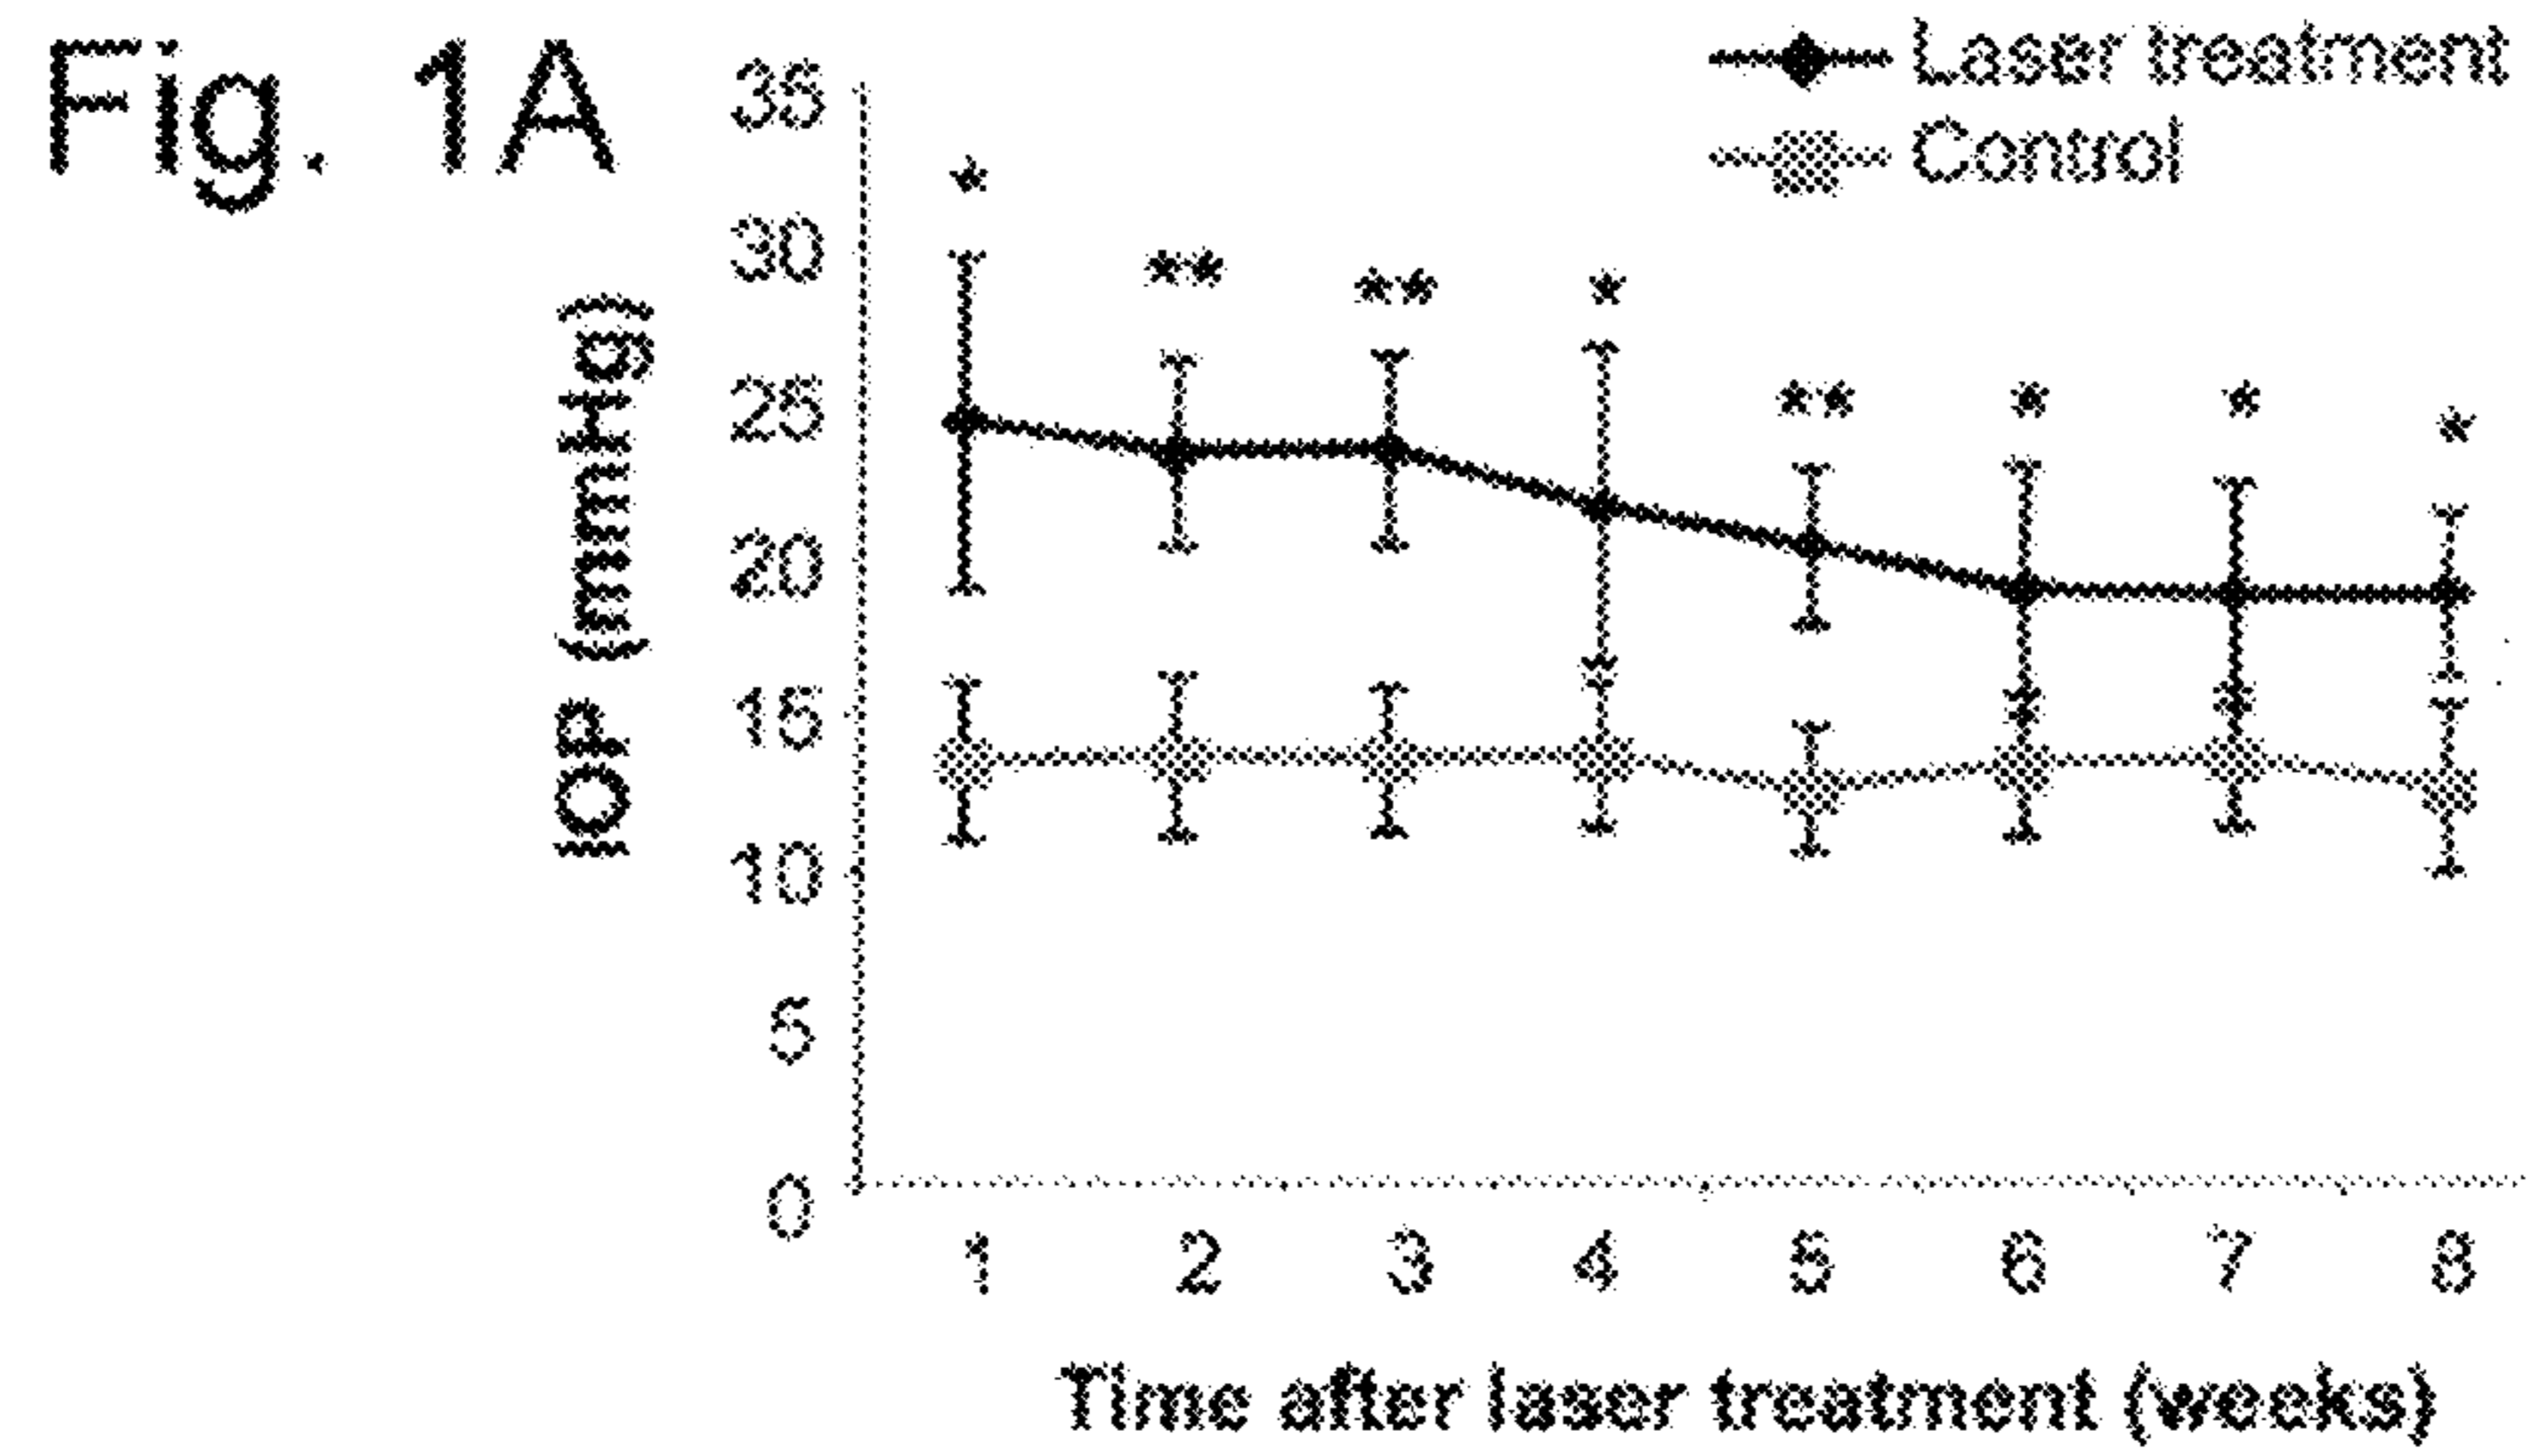 Fig. 1A
Laser treatment
Control
IOP (mmHg)
35
30
25
20
15
10
5
0
*
**
**
*
**
*
*
*
1 2 3 4 5 6 7 8
Time after laser treatment (weeks)